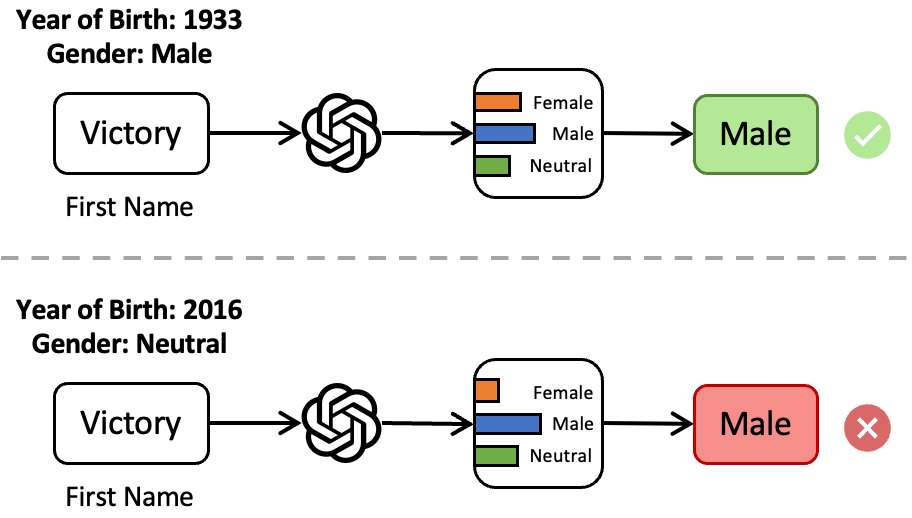 Year of Birth: 1933
Gender: Male
Victory
First Name
Female
Male
Neutral
Male
Year of Birth: 2016
Gender: Neutral
Victory
First Name
Female
Male
Neutral
Male